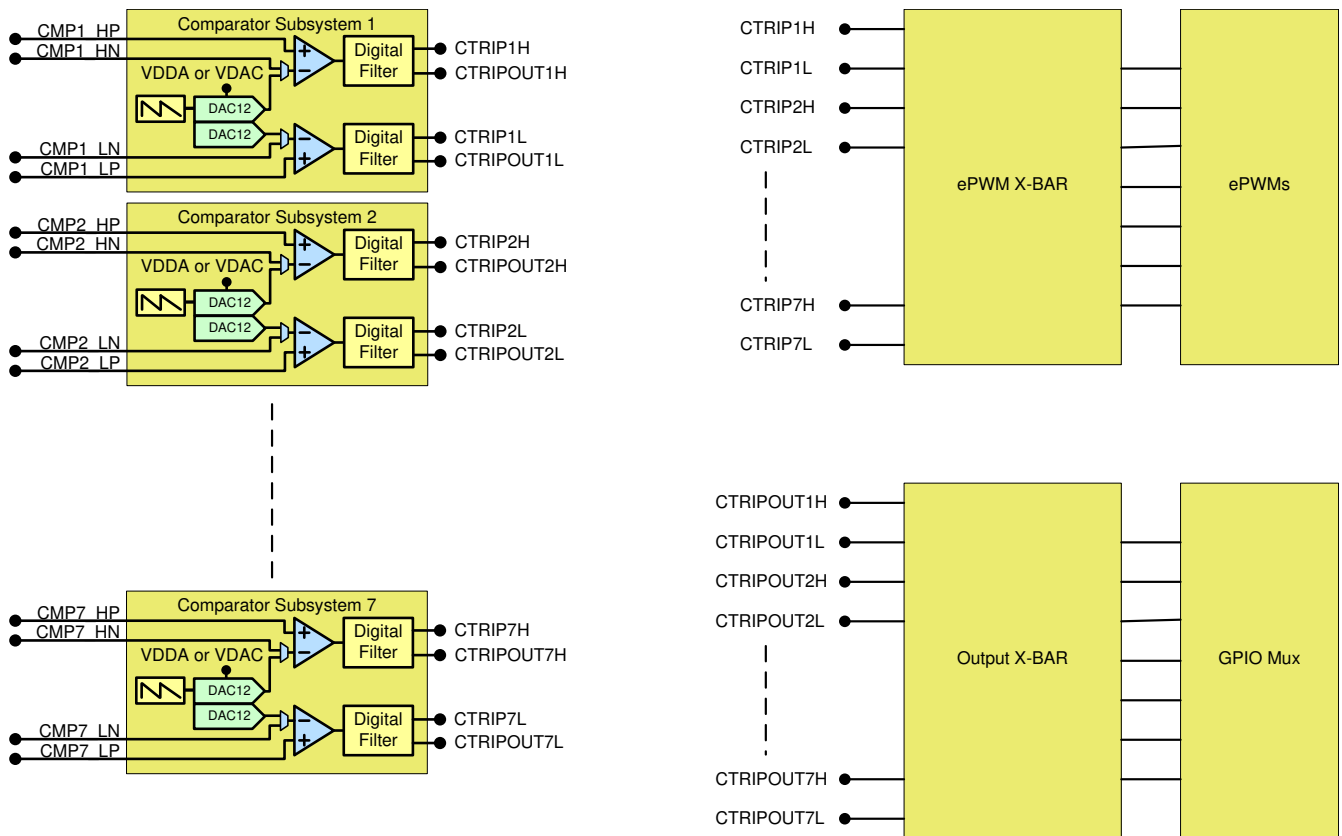 Comparator Subsystem 1
CMP1_HP
CMP1_HN
VDDA or VDAC
DAC12
DAC12
CMP1_LN
CMP1_LP
Digital
Filter
CTRIP1H
CTRIPOUT1H
Digital
Filter
CTRIP1L
CTRIPOUT1L
Comparator Subsystem 2
CMP2_HP
CMP2_HN
VDDA or VDAC
DAC12
DAC12
CMP2_LN
CMP2_LP
Digital
Filter
CTRIP2H
CTRIPOUT2H
Digital
Filter
CTRIP2L
CTRIPOUT2L
Comparator Subsystem 7
CMP7_HP
CMP7_HN
VDDA or VDAC
DAC12
DAC12
CMP7_LN
CMP7_LP
Digital
Filter
CTRIP7H
CTRIPOUT7H
Digital
Filter
CTRIP7L
CTRIPOUT7L
CTRIP1H
CTRIP1L
CTRIP2H
CTRIP2L
CTRIP7H
CTRIP7L
ePWM X-BAR
ePWMs
CTRIPOUT1H
CTRIPOUT1L
CTRIPOUT2H
CTRIPOUT2L
CTRIPOUT7H
CTRIPOUT7L
Output X-BAR
GPIO Mux